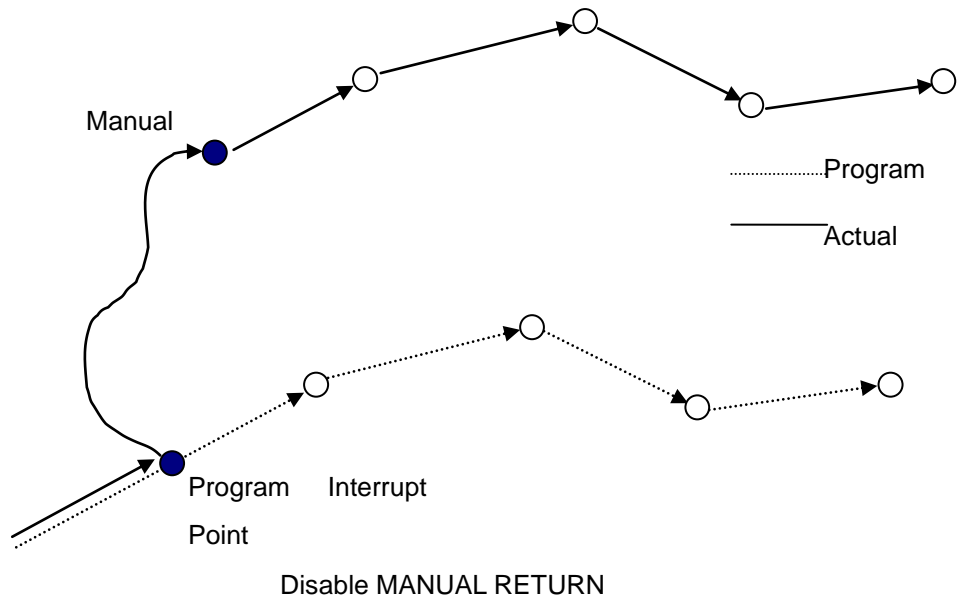 Manual
Program
Actual
Program Interrupt
Point
Disable MANUAL RETURN